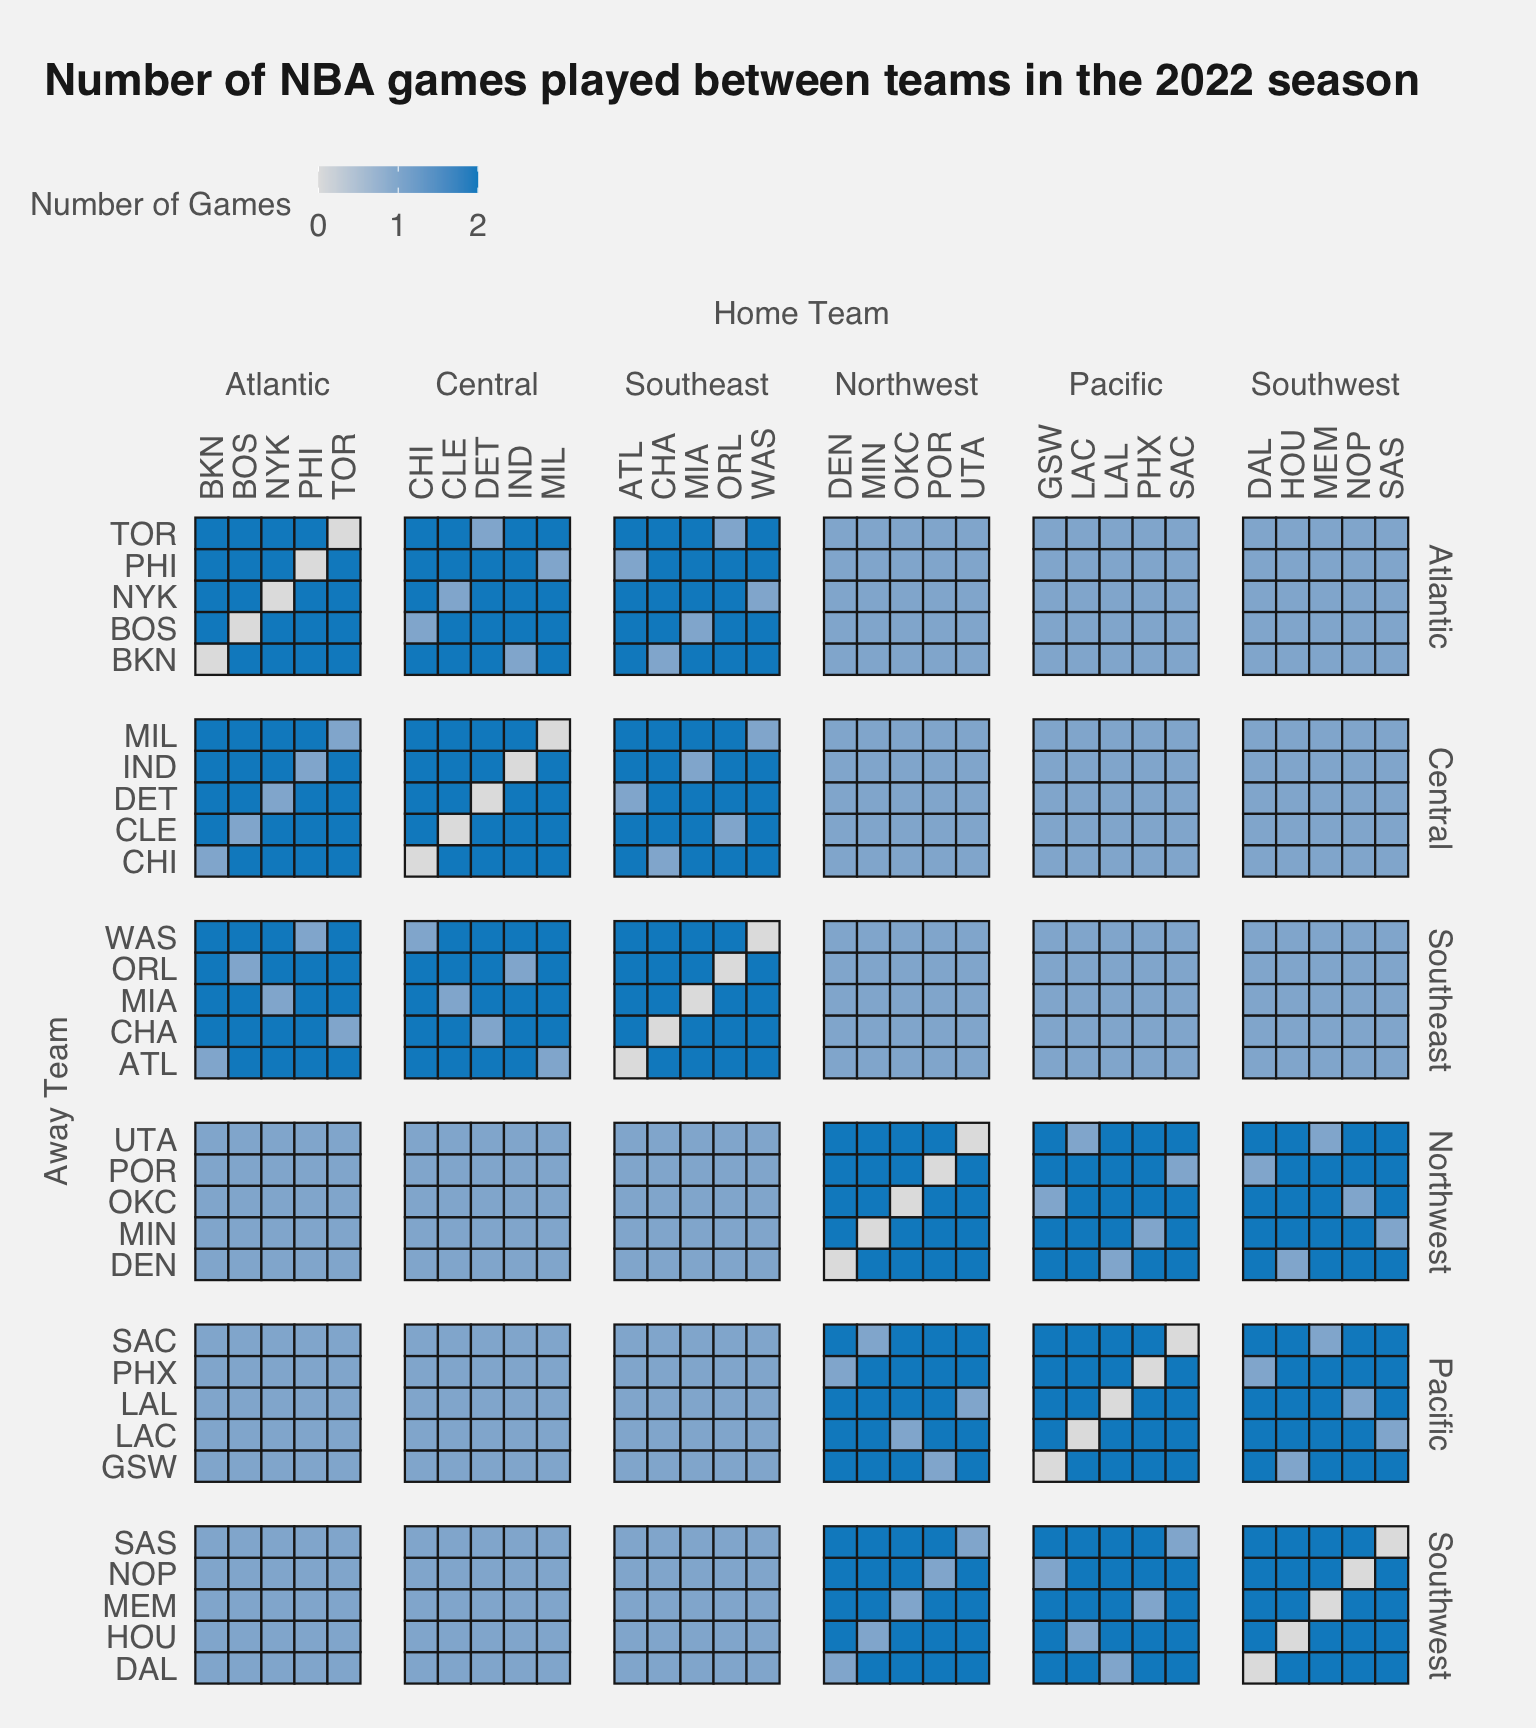 Number of NBA games played between teams in the 2022 season
Number of Games
0 1 2
Home Team
Atlantic Central Southeast Northwest Pacific Southwest
BKN BOS NYK PHI TOR CHI CLE DET IND MIL ATL CHA MIA ORL WAS DEN MIN OKC POR UTA GSW LAC LAL PHX SAC DAL HOU MEM NOP SAS
TOR
PHI
NYK
BOS
BKN
Atlantic
MIL
IND
DET
CLE
CHI
Central
WAS
ORL
MIA
CHA
ATL
Southeast
Away Team
UTA
POR
OKC
MIN
DEN
Northwest
SAC
PHX
LAL
LAC
GSW
Pacific
SAS
NOP
MEM
HOU
DAL
Southwest